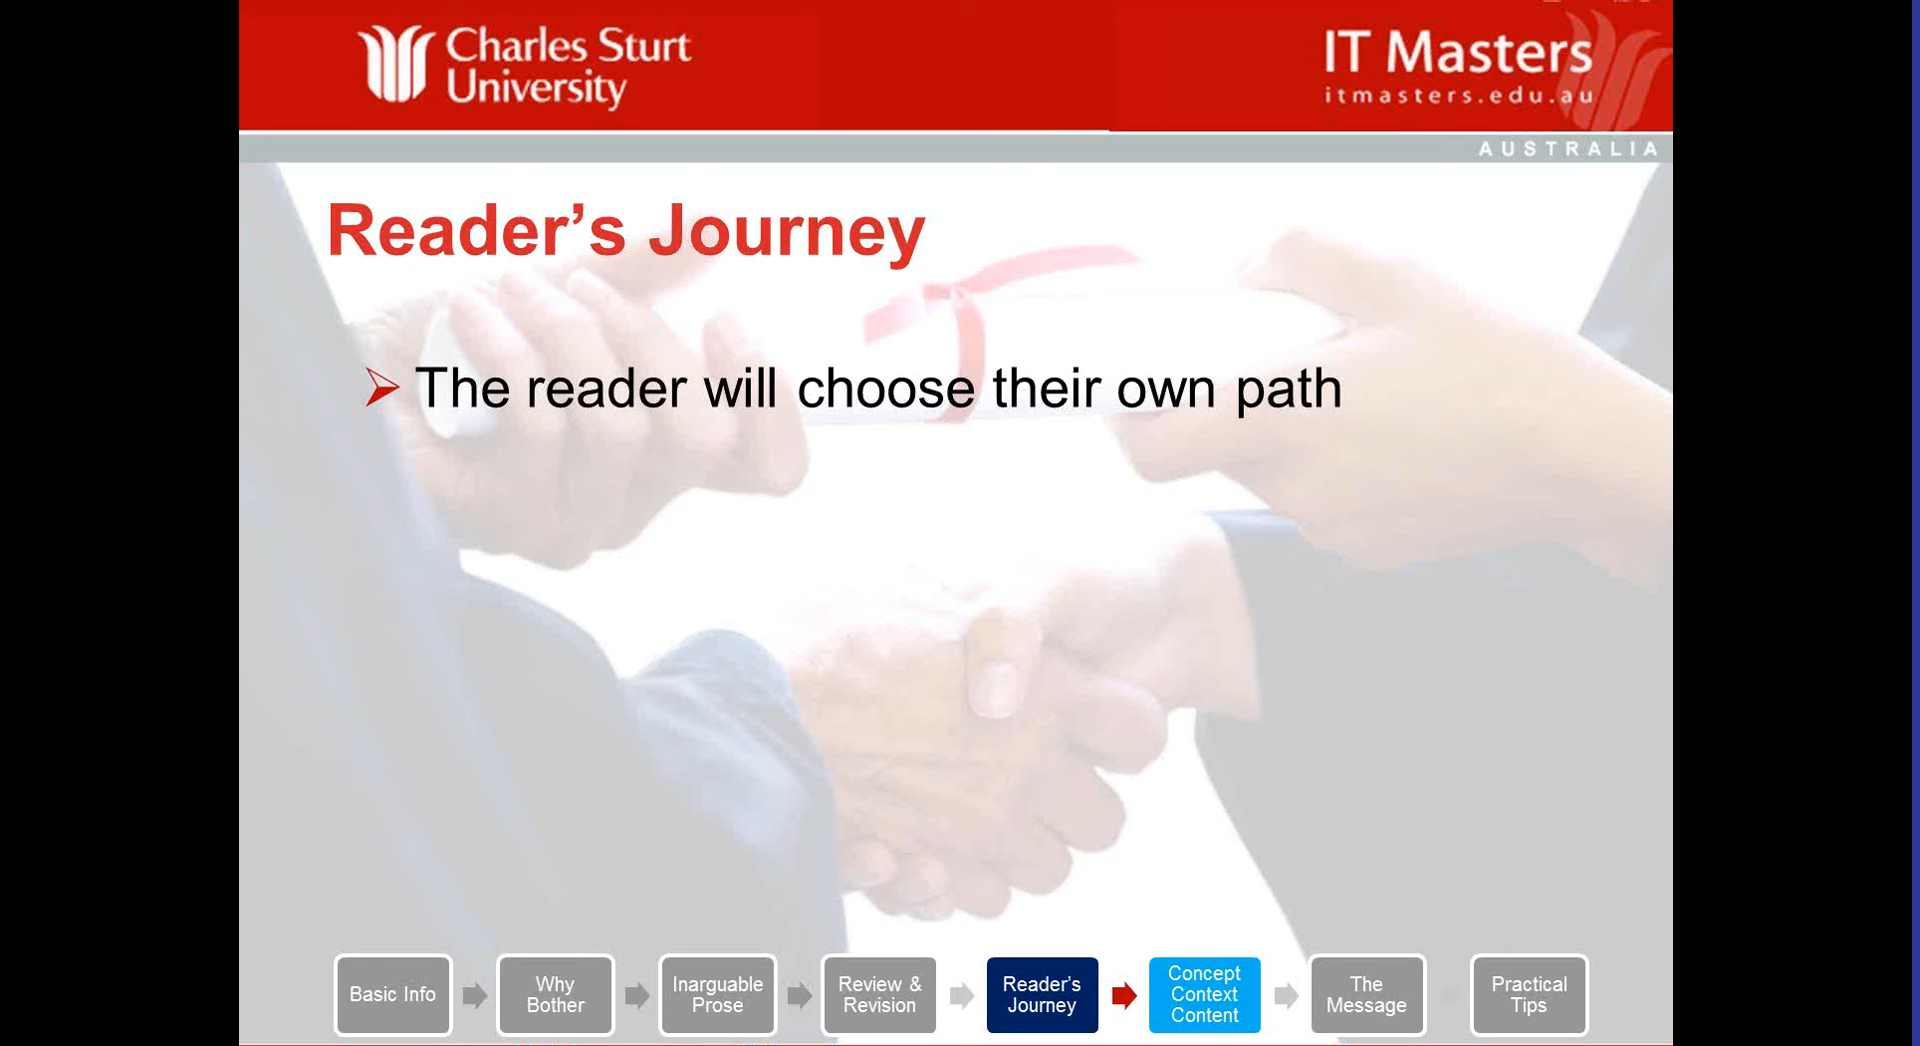 Charles Sturt
University
IT Masters
itmasters.edu.au
AUSTRALIA
Reader’s Journey
The reader will choose their own path
Basic Info
Why
Bother
Inarguable
Prose
Review &
Revision
Reader’s
Journey
Concept
Context
Content
The
Message
Practical
Tips